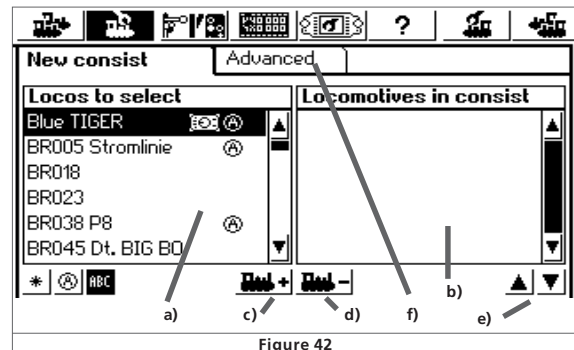 ?
New consist Advanced
Locos to select Locomotives in consist
Blue TIGER A
BR005 Stromlinie A
BR018
BR023
BR038 P8 A
BR045 Dt. BIG BO
* A ABC + -
a) c) d) f) b) e)
Figure 42